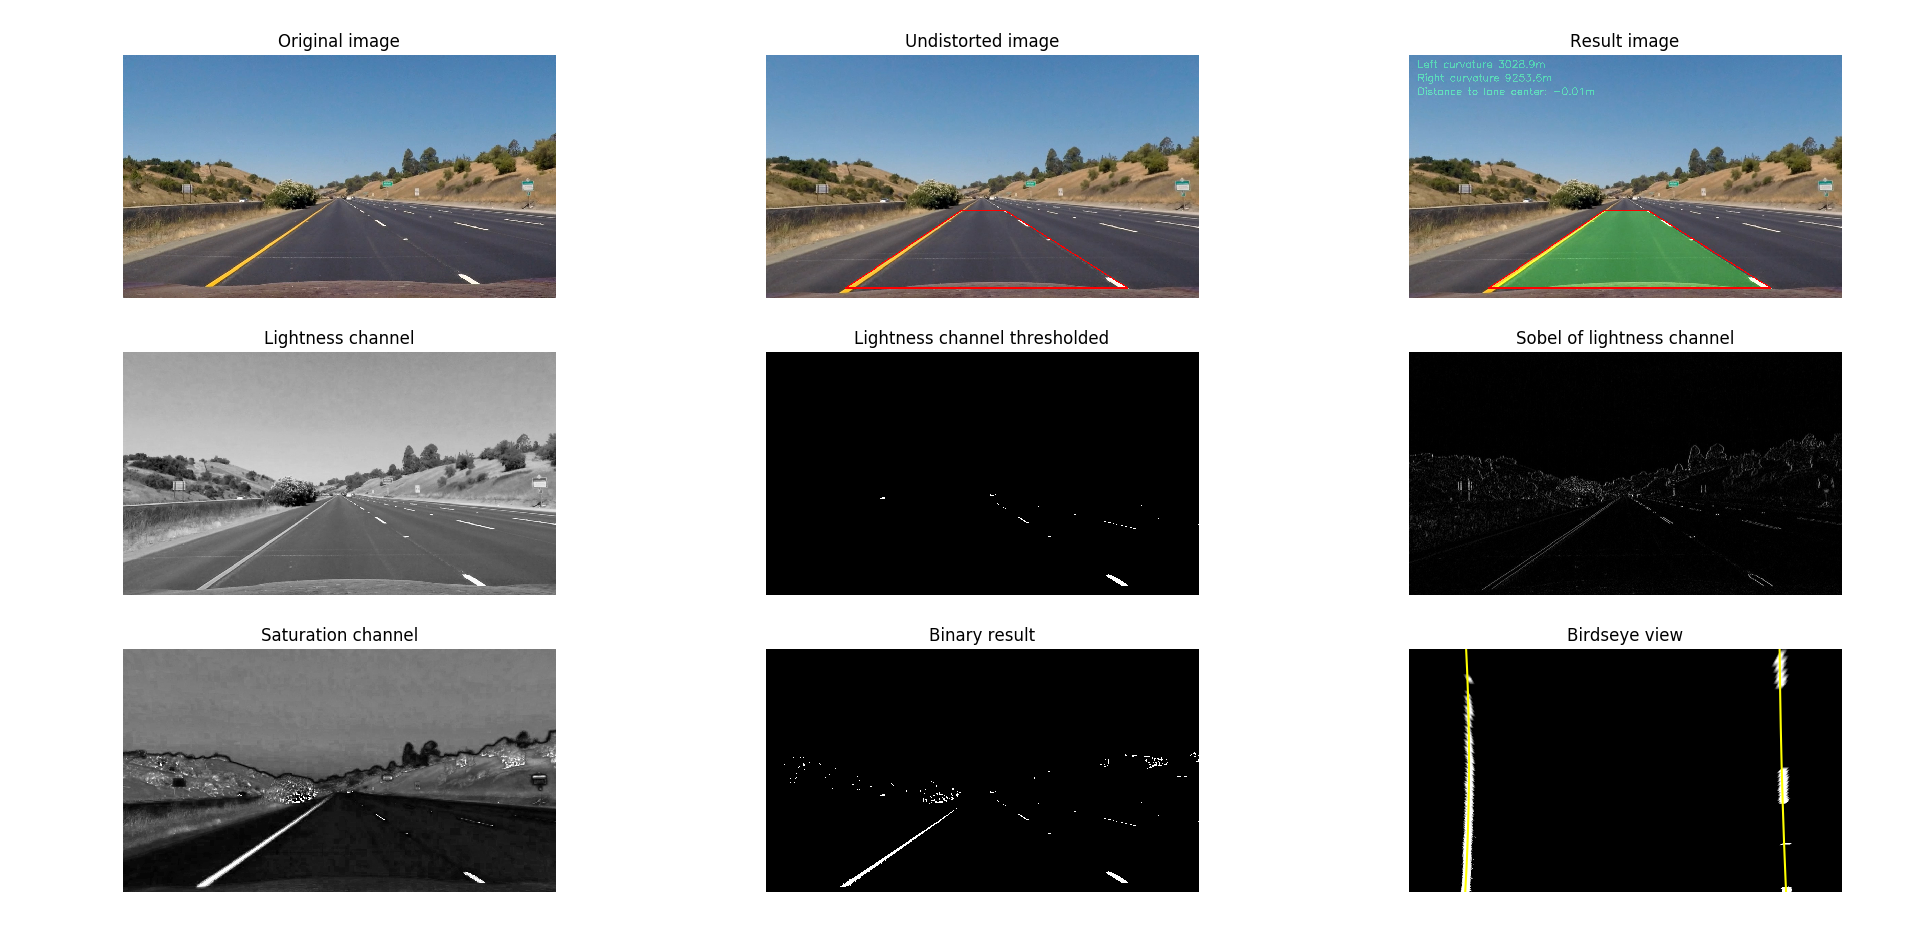 Original image
Undistorted image
Result image
Left curvature 3028.9m
Right curvature 9253.6m
Distance to lane center: -0.01m
Lightness channel
Lightness channel thresholded
Sobel of lightness channel
Saturation channel
Binary result
Birdseye view